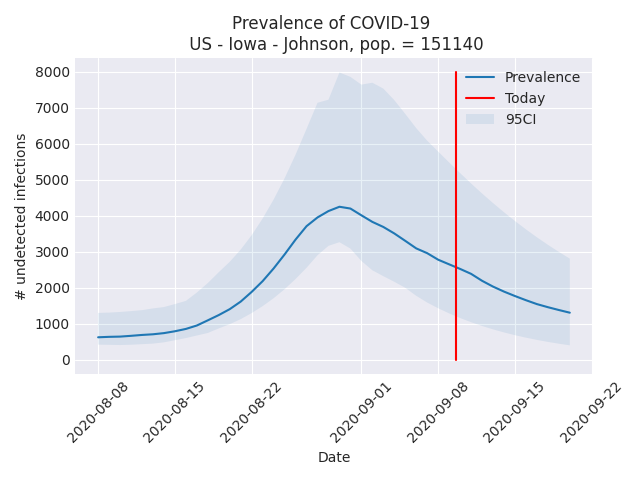 Prevalence of COVID-19
US - Iowa - Johnson, pop. = 151140
8000
7000
6000
5000
4000
3000
2000
1000
0
# undetected infections
Prevalence
Today
95CI
2020-08-08
2020-08-15
2020-08-22
2020-09-01
2020-09-08
2020-09-15
2020-09-22
Date